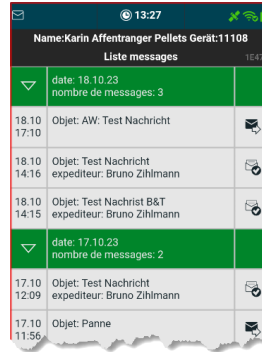 13:27
Name:Karin Affentranger Pellets Gerät:11108
Liste messages
1E47
date: 18.10.23
nombre de messages: 3
18.10
17:10
Objet: AW: Test Nachricht
18.10
14:16
Objet: Test Nachricht
expediteur: Bruno Zihlmann
18.10
14:15
Objet: Test Nachrist B&T
expediteur: Bruno Zihlmann
date: 17.10.23
nombre de messages: 2
17.10
12:09
Objet: Test Nachricht
expediteur: Bruno Zihlmann
17.10
11:56
Objet: Panne